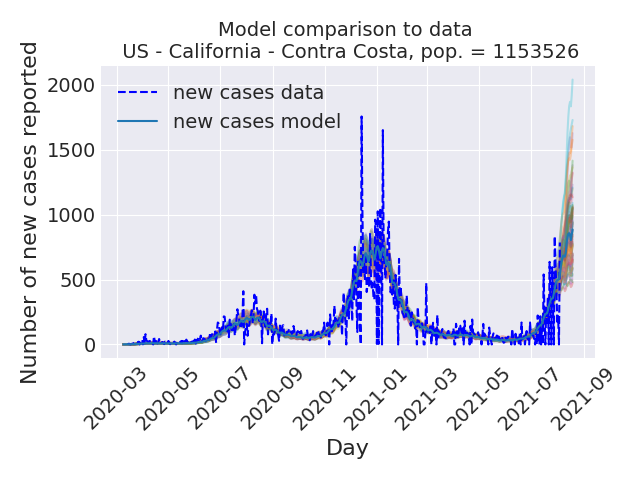 Model comparison to data
US - California - Contra Costa, pop. = 1153526
Number of new cases reported
2000
1500
1000
500
0
new cases data
new cases model
2020-03
2020-05
2020-07
2020-09
2020-11
2021-01
2021-03
2021-05
2021-07
2021-09
Day